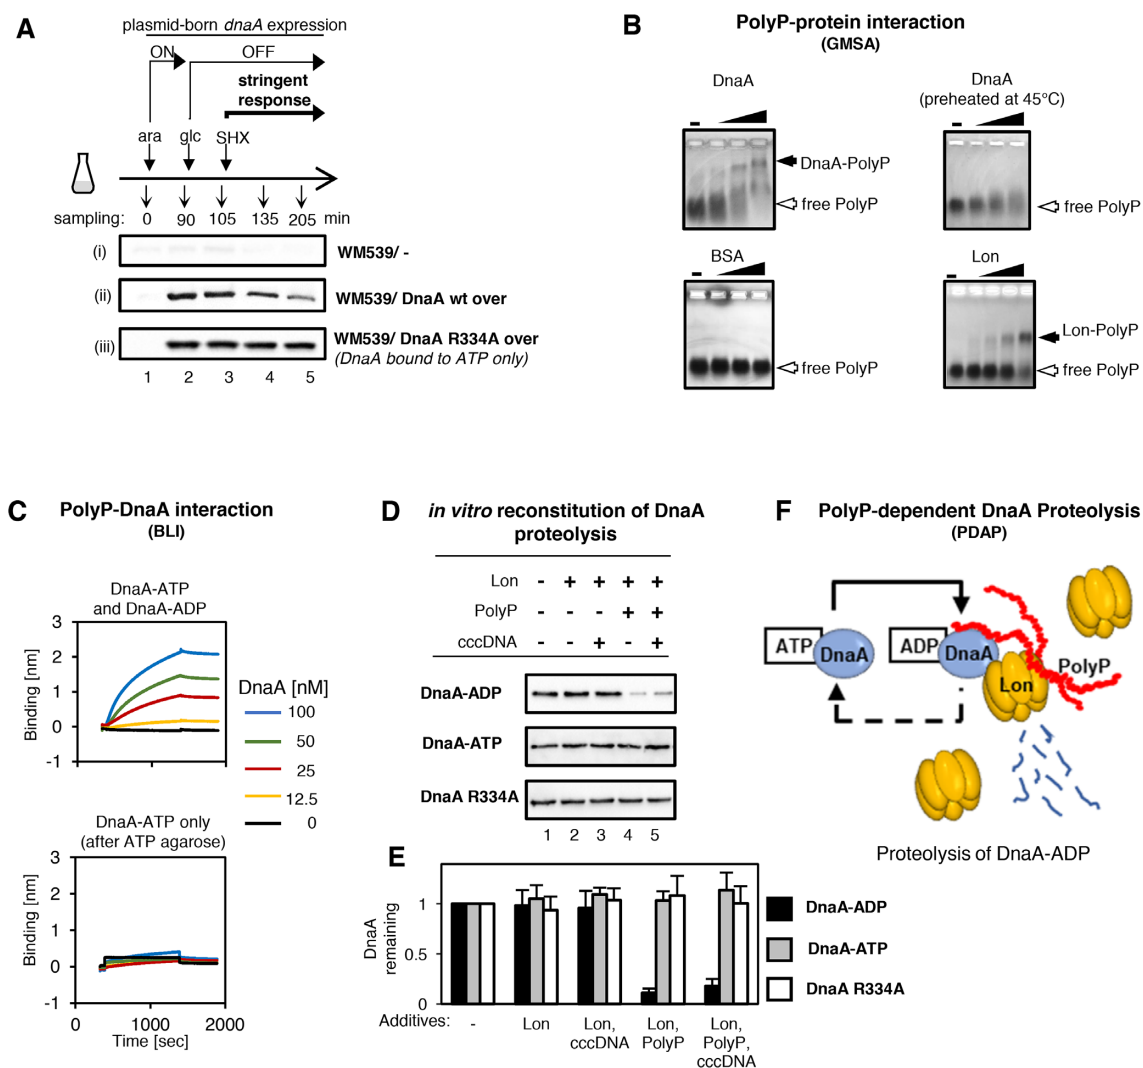 A
plasmid-born dnaA expression
ON
OFF
stringent
response
ara
glc
SHX
sampling: 0 90 105 135 205 min
(i)
WM539/ -
(ii)
WM539/ DnaA wt over
(iii)
WM539/ DnaA R334A over
(DnaA bound to ATP only)
1 2 3 4 5
B
PolyP-protein interaction
(GMSA)
DnaA
-
DnaA-PolyP
free PolyP
DnaA
(preheated at 45°C)
-
free PolyP
BSA
-
free PolyP
Lon
-
Lon-PolyP
free PolyP
C
PolyP-DnaA interaction
(BLI)
DnaA-ATP
and DnaA-ADP
3
2
1
0
-1
Binding [nm]
DnaA [nM]
100
50
25
12.5
0
DnaA-ATP only
(after ATP agarose)
3
2
1
0
-1
Binding [nm]
0 1000 2000
Time [sec]
D
in vitro reconstitution of DnaA
proteolysis
Lon - + + + +
PolyP - - - + +
cccDNA - - + - +
DnaA-ADP
DnaA-ATP
DnaA R334A
1 2 3 4 5
E
DnaA
remaining
1
0.5
0
Additives:
-
Lon
Lon,
cccDNA
Lon,
PolyP
Lon,
PolyP,
cccDNA
DnaA-ADP
DnaA-ATP
DnaA R334A
F
PolyP-dependent DnaA Proteolysis
(PDAP)
ATP
DnaA
ADP
DnaA
Lon
PolyP
Proteolysis of DnaA-ADP